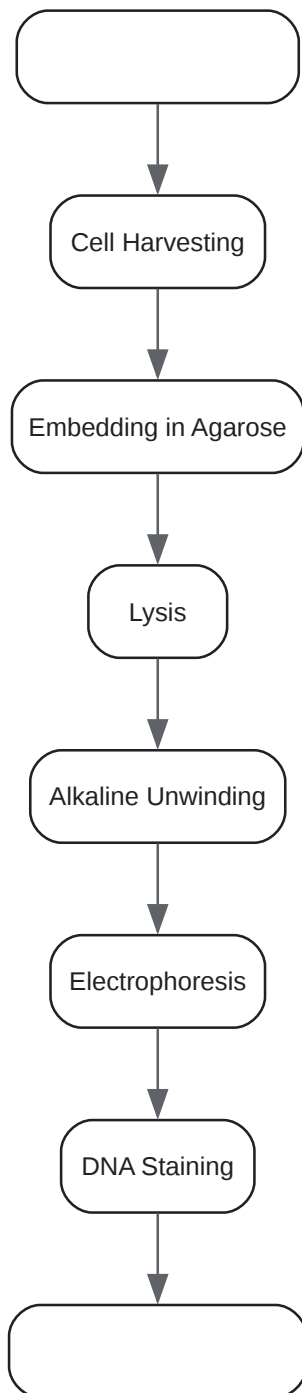 Cell Harvesting
Embedding in Agarose
Lysis
Alkaline Unwinding
Electrophoresis
DNA Staining